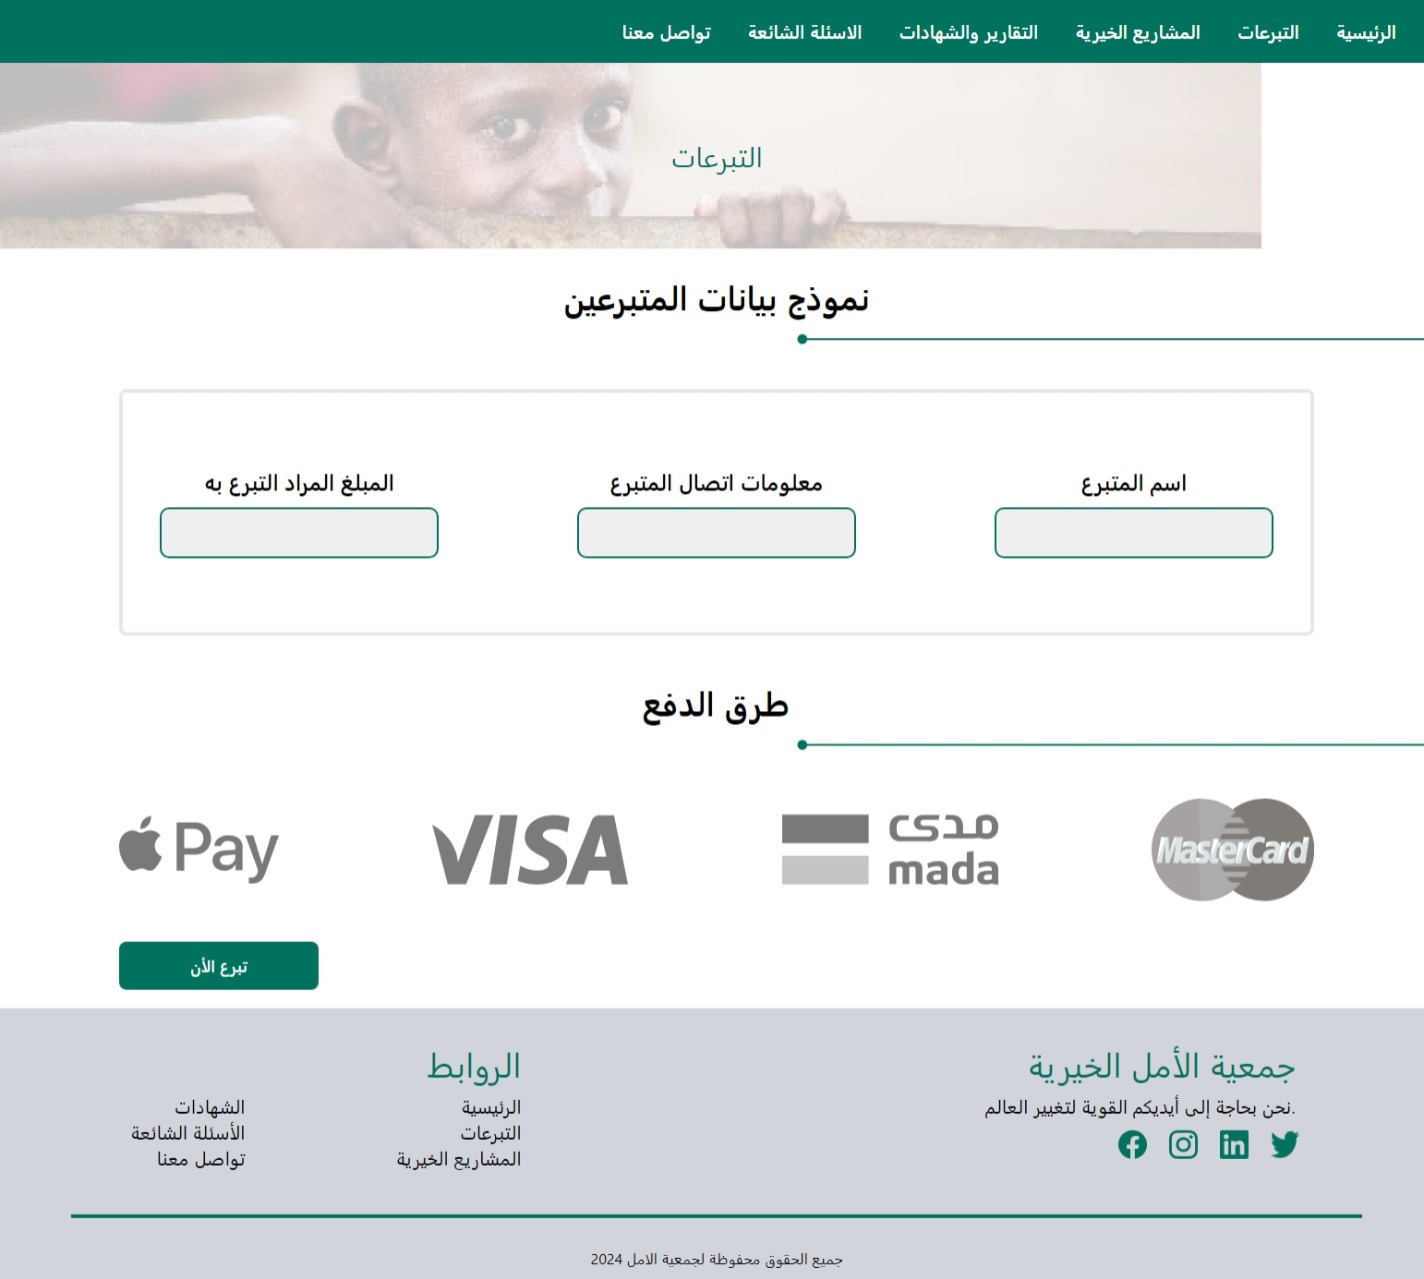 الرئيسية التبرعات المشاريع الخيرية التقارير والشهادات الاسئلة الشائعة تواصل معنا
التبرعات
نموذج بيانات المتبرعين
اسم المتبرع معلومات اتصال المتبرع المبلغ المراد التبرع به
طرق الدفع
MasterCard مدى VISA Pay
mada
تبرع الأن
جمعية الأمل الخيرية
نحن بحاجة إلى أيديكم القوية لتغيير العالم.
الروابط
الرئيسية
التبرعات
المشاريع الخيرية
الشهادات
الأسئلة الشائعة
تواصل معنا
جميع الحقوق محفوظة لجمعية الامل 2024